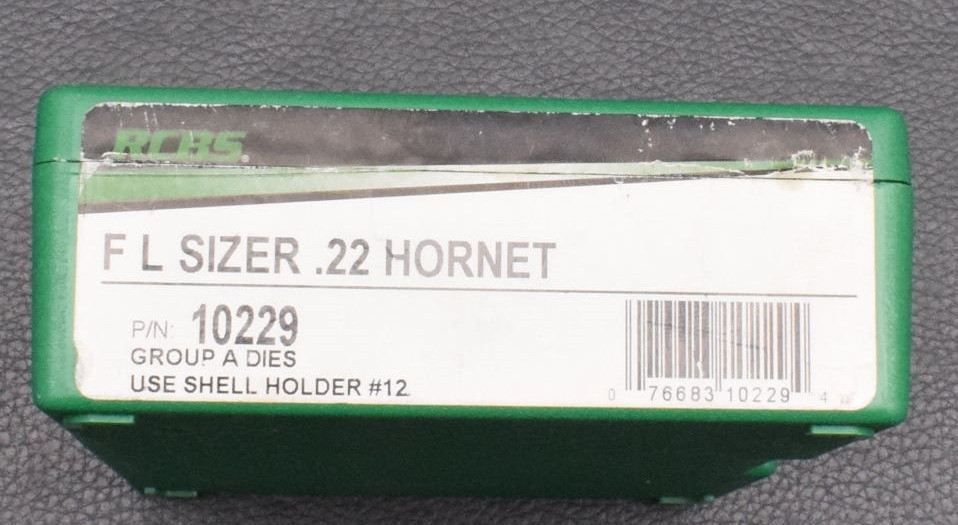 RCBS®
F L SIZER .22 HORNET
P/N: 10229
GROUP A DIES
USE SHELL HOLDER #12
0 76683 10229 4